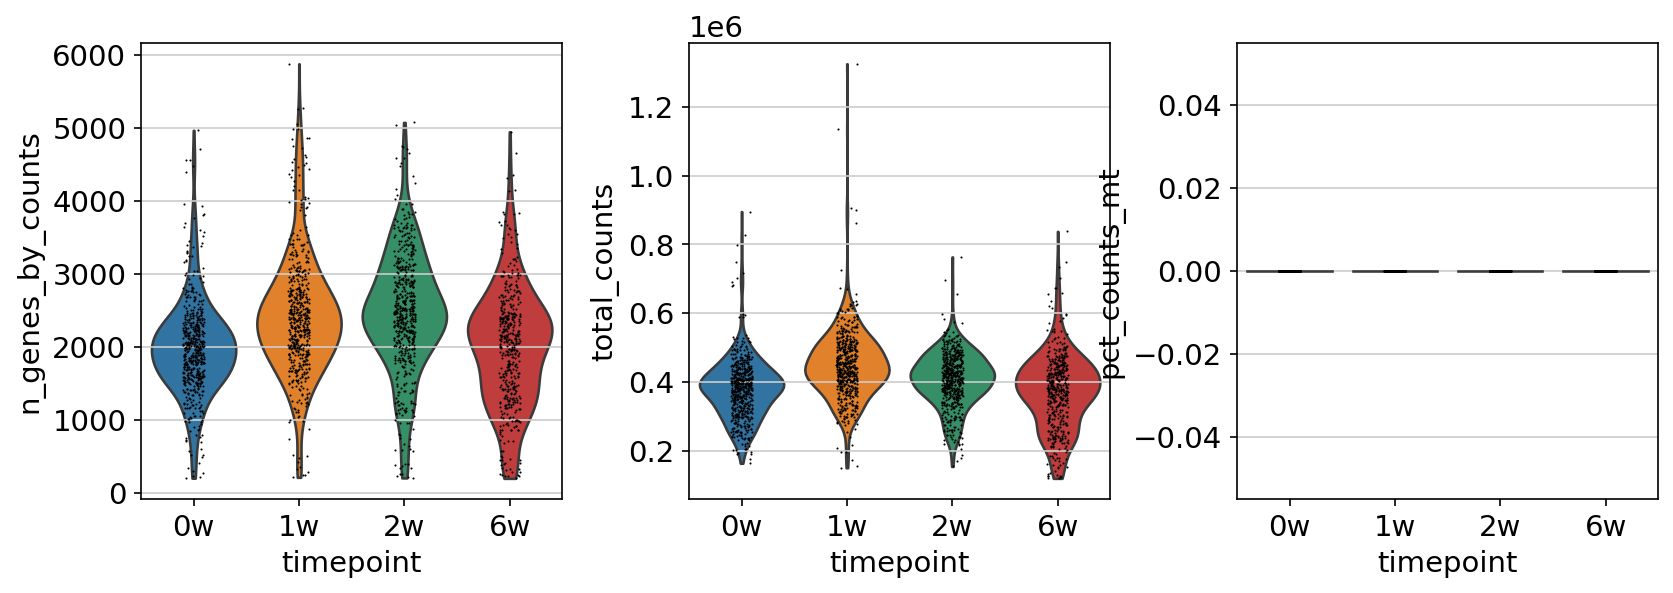 n_genes_by_counts
6000
5000
4000
3000
2000
1000
0
0w 1w 2w 6w
timepoint
1e6
total_counts
1.2
1.0
0.8
0.6
0.4
0.2
0w 1w 2w 6w
timepoint
pct_counts_mt
0.04
0.02
0.00
−0.02
−0.04
0w 1w 2w 6w
timepoint